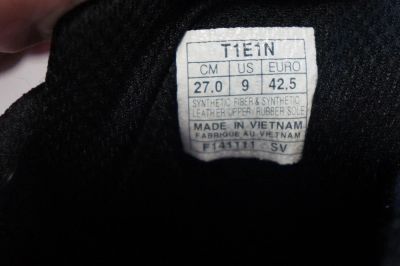 T1E1N
CM US EURO
27.0 9 42.5
SYNTHETIC FIBER & SYNTHETIC
LEATHER UPPER/RUBBER SOLE
MADE IN VIETNAM
FABRIQUE AU VIETNAM
F141111 SV